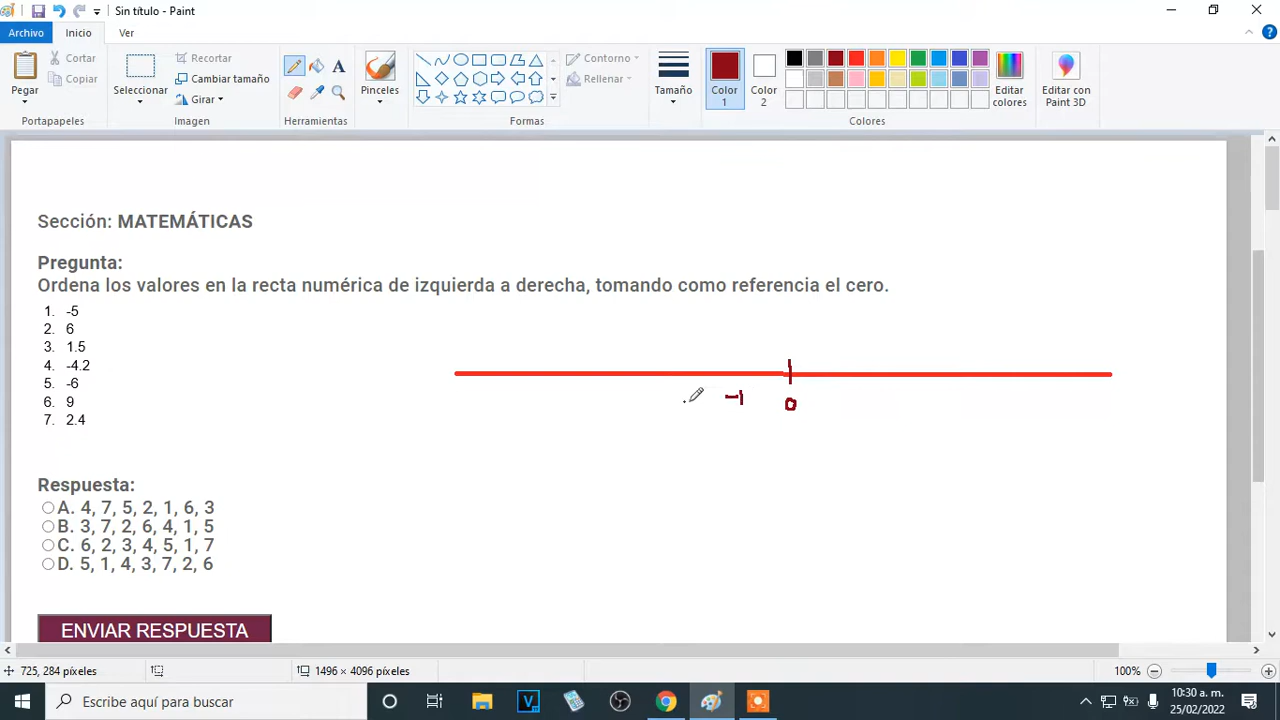 Sin título - Paint
Archivo Inicio Ver
Pegar Cortar Copiar
Seleccionar Recortar Cambiar tamaño Girar
A
Pinceles
Contorno
Rellenar
Tamaño
Color 1
Color 2
Editar colores
Editar con Paint 3D
Portapapeles Imagen Herramientas Formas Colores
Sección: MATEMÁTICAS
Pregunta:
Ordena los valores en la recta numérica de izquierda a derecha, tomando como referencia el cero.
1. -5
2. 6
3. 1.5
4. -4.2
5. -6
6. 9
7. 2.4
-1 0
Respuesta:
A. 4, 7, 5, 2, 1, 6, 3
B. 3, 7, 2, 6, 4, 1, 5
C. 6, 2, 3, 4, 5, 1, 7
D. 5, 1, 4, 3, 7, 2, 6
ENVIAR RESPUESTA
725, 284 píxeles 1496 × 4096 píxeles 100%
Escribe aquí para buscar
V
10:30 a. m.
25/02/2022